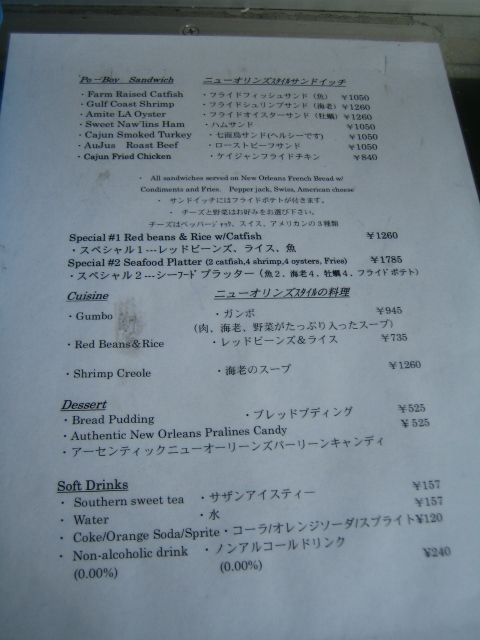 Po-Boy Sandwich ニューオリンズスタイルサンドイッチ
・Farm Raised Catfish ・フライドフィッシュサンド（魚） ￥1050
・Gulf Coast Shrimp ・フライドシュリンプサンド（海老）￥1260
・Amite LA Oyster ・フライドオイスターサンド（牡蠣）￥1260
・Sweet Naw'lins Ham ・ハムサンド ￥1050
・Cajun Smoked Turkey ・七面鳥サンド(ヘルシーです) ￥1050
・AuJus Roast Beef ・ローストビーフサンド ￥1050
・Cajun Fried Chicken ・ケイジャンフライドチキン ￥840
・ All sandwiches served on New Orleans French Bread w/
Condiments and Fries. Pepper jack, Swiss, American cheese
・ サンドイッチにはフライドポテトが付きます。
・ チーズと野菜はお好みをお選び下さい。
チーズはペッパージャック、スイス、アメリカンの３種類
Special #1 Red beans & Rice w/Catfish ￥1260
・スペシャル１---レッドビーンズ、ライス、魚
Special #2 Seafood Platter (2 catfish,4 shrimp,4 oysters, Fries) ￥1785
・スペシャル２---シーフード プラッター（魚２、海老４、牡蠣４、フライドポテト）
Cuisine ニューオリンズスタイルの料理
・Gumbo ・ガンボ ￥945
（肉、海老、野菜がたっぷり入ったスープ）
・Red Beans＆Rice ・レッドビーンズ＆ライス ￥735
・Shrimp Creole ・海老のスープ ￥1260
Dessert
・Bread Pudding ・ブレッドプディング ￥525
・Authentic New Orleans Pralines Candy ￥525
・アーセンティックニューオーリーンズパーリーンキャンディ
Soft Drinks
・ Southern sweet tea ・サザンアイスティー ￥157
・ Water ・水 ￥157
・ Coke/Orange Soda/Sprite・コーラ/オレンジソーダ/スプライト￥120
・ Non-alcoholic drink ・ノンアルコールドリンク ￥240
(0.00%) (0.00%)